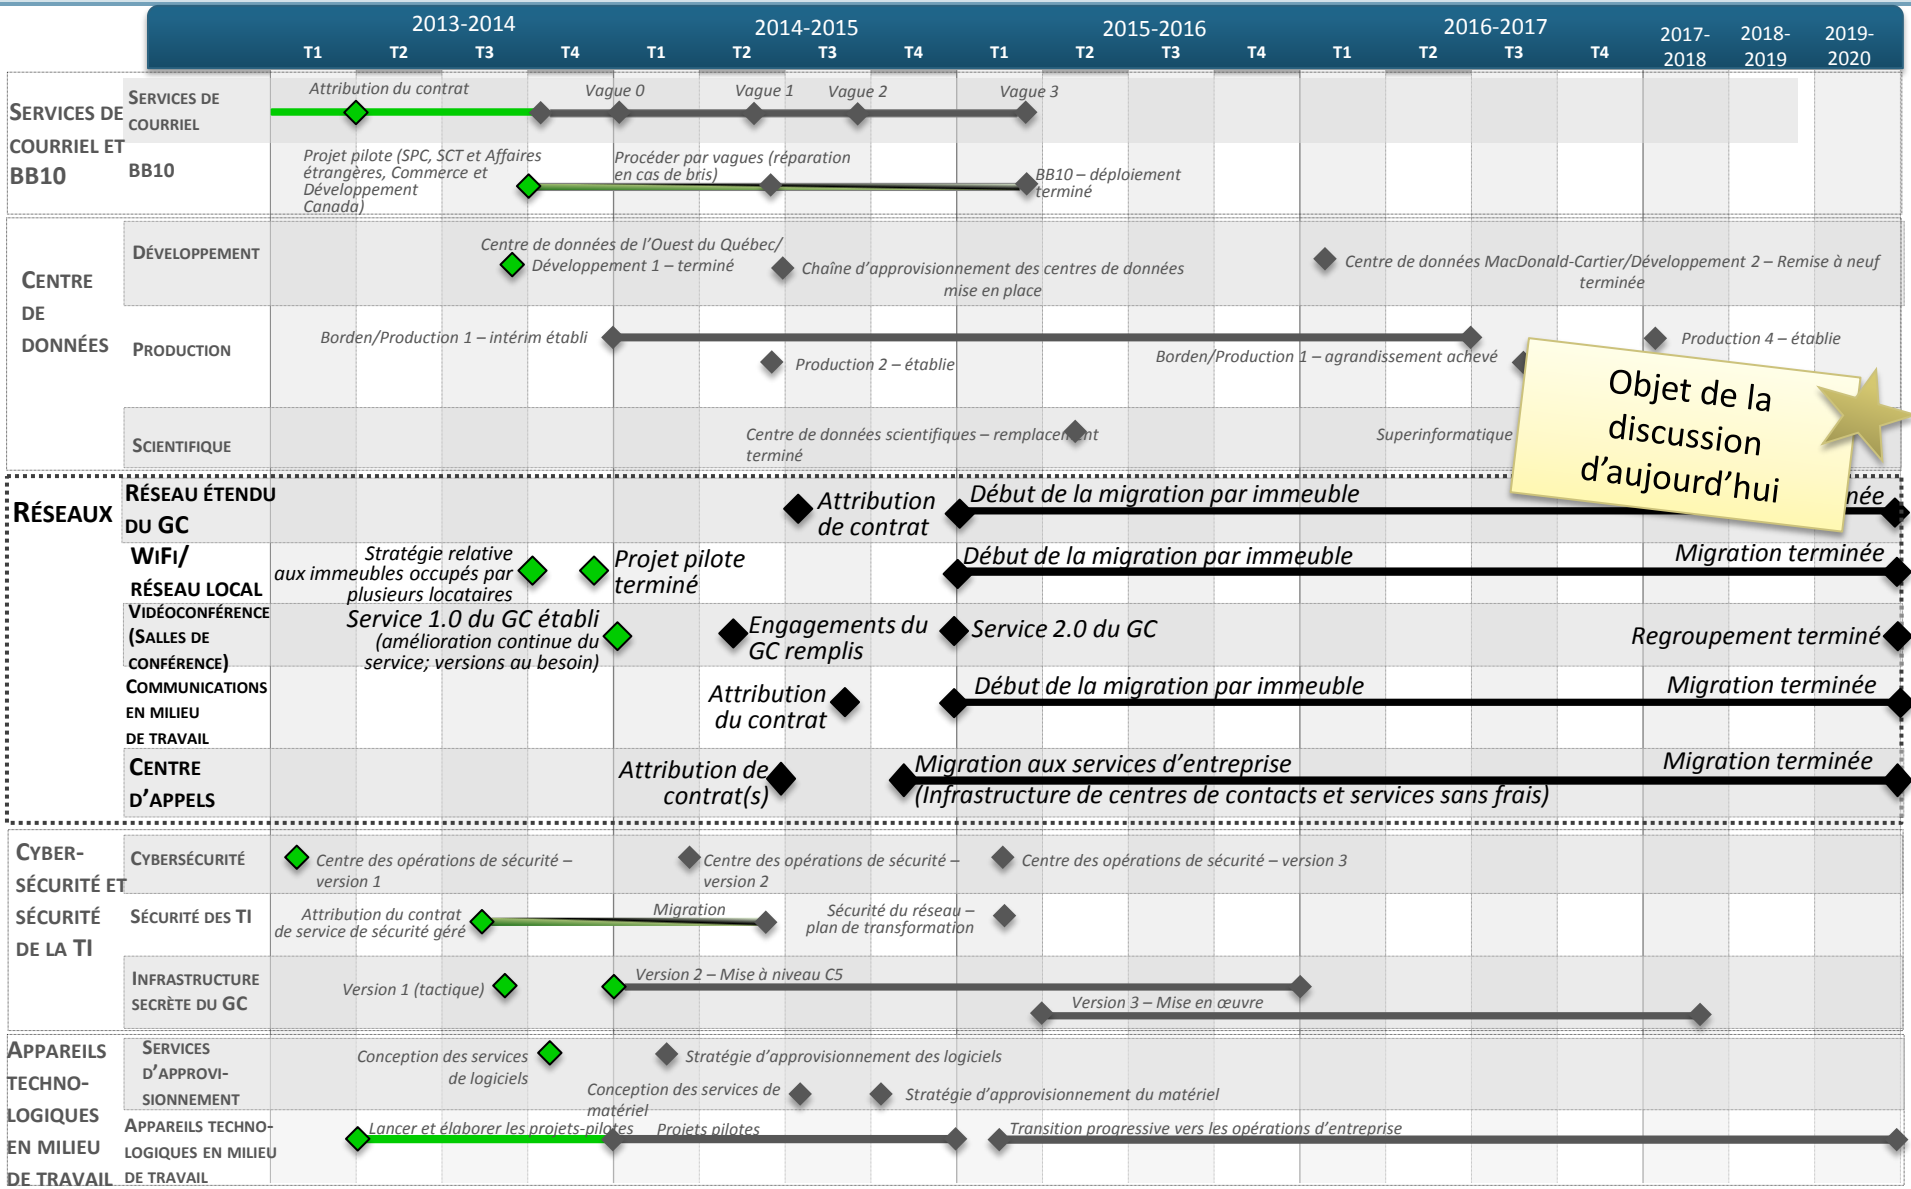 2013-2014
2014-2015
2015-2016
2016-2017
2017-
2018
2018-
2019
2019-
2020
T1 T2 T3 T4 T1 T2 T3 T4 T1 T2 T3 T4 T1 T2 T3 T4
SERVICES DE
COURRIEL ET
BB10
SERVICES DE
COURRIEL
Attribution du contrat
Vague 0
Vague 1
Vague 2
Vague 3
BB10
Projet pilote (SPC, SCT et Affaires
étrangères, Commerce et
Développement
Canada)
Procéder par vagues (réparation
en cas de bris)
BB10 – déploiement
terminé
CENTRE
DE
DONNÉES
DÉVELOPPEMENT
Centre de données de l'Ouest du Québec/
Développement 1 – terminé
Chaîne d'approvisionnement des centres de données
mise en place
Centre de données MacDonald-Cartier/Développement 2 – Remise à neuf
terminée
PRODUCTION
Borden/Production 1 – intérim établi
Production 2 – établie
Borden/Production 1 – agrandissement achevé
Production 4 – établie
SCIENTIFIQUE
Centre de données scientifiques – remplacement
terminé
Superinformatique
Objet de la
discussion
d'aujourd'hui
RÉSEAUX
RÉSEAU ÉTENDU
DU GC
Attribution
de contrat
Début de la migration par immeuble
née
WIFI/
RÉSEAU LOCAL
Stratégie relative
aux immeubles occupés par
plusieurs locataires
Projet pilote
terminé
Début de la migration par immeuble
Migration terminée
VIDÉOCONFÉRENCE
(SALLES DE
CONFÉRENCE)
Service 1.0 du GC établi
(amélioration continue du
service; versions au besoin)
Engagements du
GC remplis
Service 2.0 du GC
Regroupement terminé
COMMUNICATIONS
EN MILIEU
DE TRAVAIL
Attribution
du contrat
Début de la migration par immeuble
Migration terminée
CENTRE
D'APPELS
Attribution de
contrat(s)
Migration aux services d'entreprise
(Infrastructure de centres de contacts et services sans frais)
Migration terminée
CYBER-
SÉCURITÉ ET
SÉCURITÉ
DE LA TI
CYBERSÉCURITÉ
Centre des opérations de sécurité –
version 1
Centre des opérations de sécurité –
version 2
Centre des opérations de sécurité – version 3
SÉCURITÉ DES TI
Attribution du contrat
de service de sécurité géré
Migration
Sécurité du réseau –
plan de transformation
INFRASTRUCTURE
SECRÈTE DU GC
Version 1 (tactique)
Version 2 – Mise à niveau C5
Version 3 – Mise en œuvre
APPAREILS
TECHNO-
LOGIQUES
EN MILIEU
DE TRAVAIL
SERVICES
D'APPROVI-
SIONNEMENT
Conception des services
de logiciels
Stratégie d'approvisionnement des logiciels
Conception des services de
matériel
Stratégie d'approvisionnement du matériel
APPAREILS TECHNO-
LOGIQUES EN MILIEU
DE TRAVAIL
Lancer et élaborer les projets-pilotes
Projets pilotes
Transition progressive vers les opérations d'entreprise